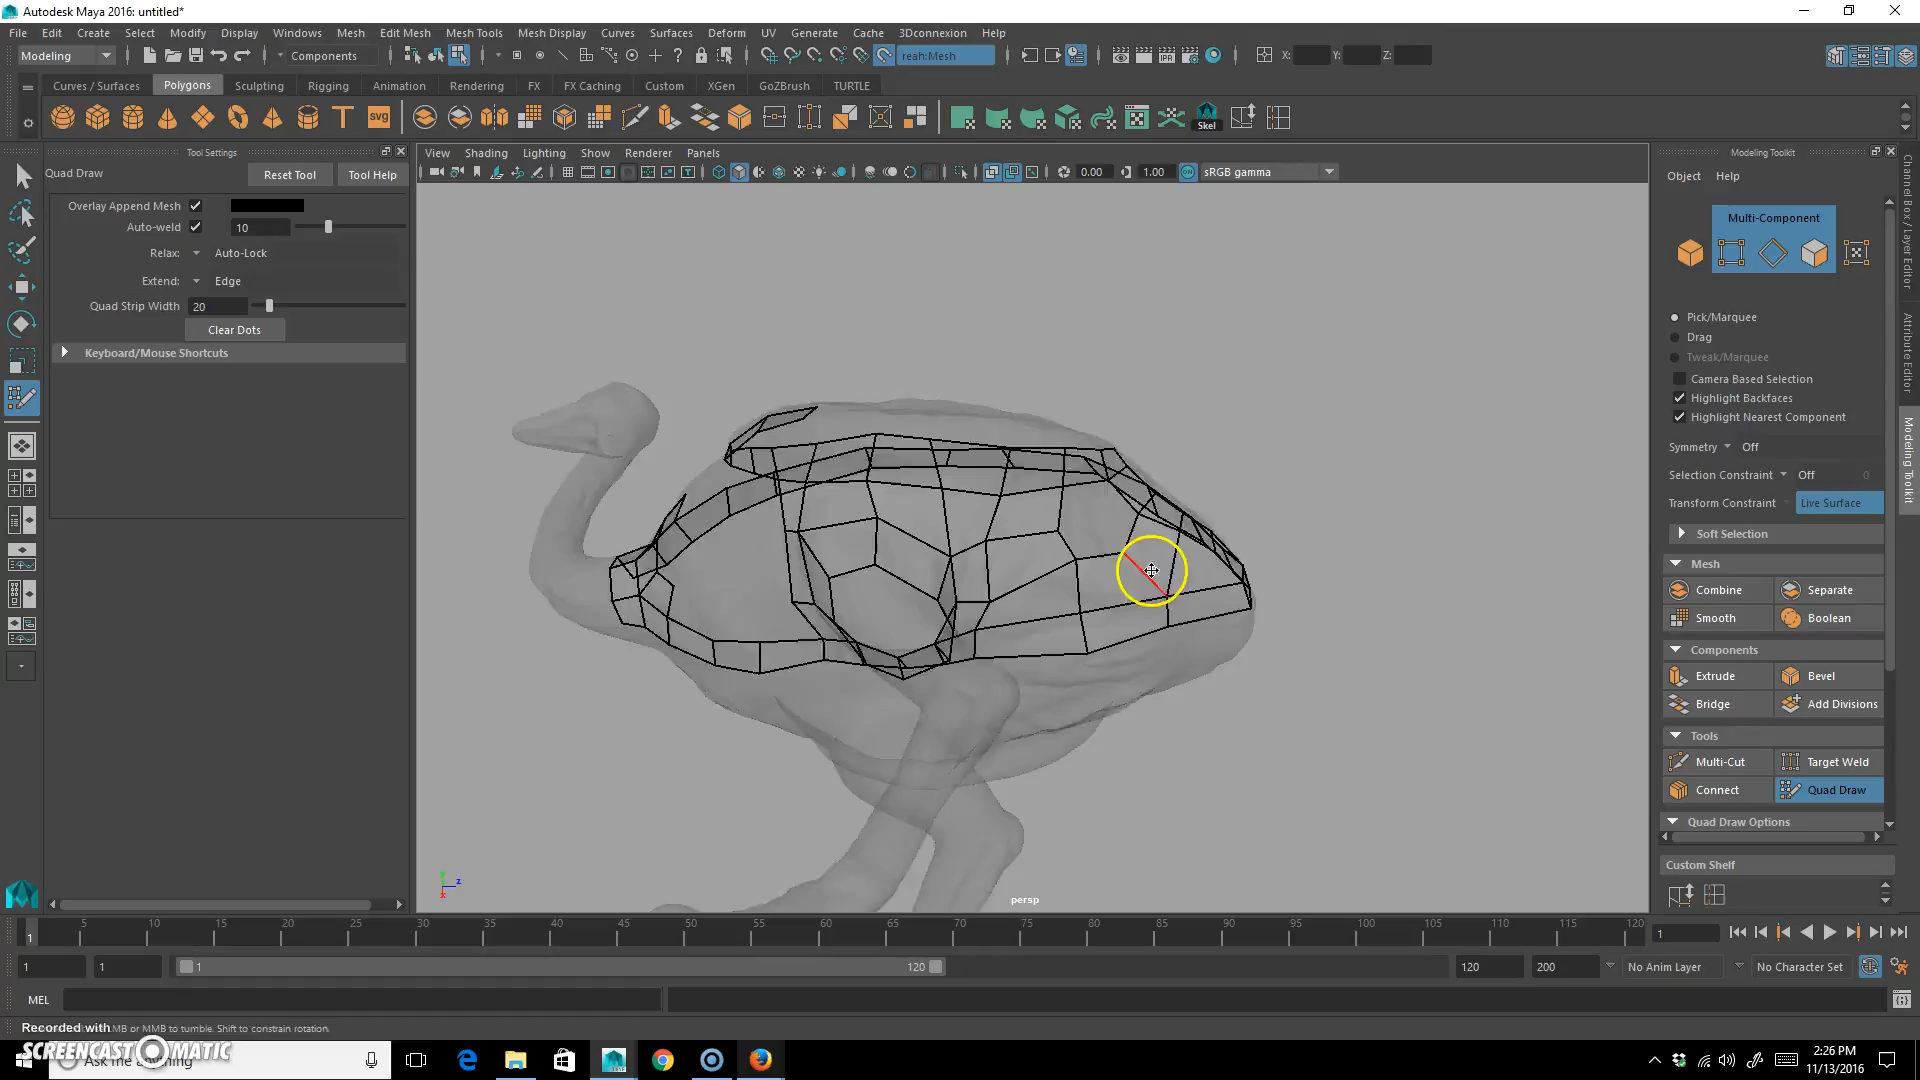 Autodesk Maya 2016: untitled*
File Edit Create Select Modify Display Windows Mesh Edit Mesh Mesh Tools Mesh Display Curves Surfaces Deform UV Generate Cache 3Dconnexion Help
Modeling Components reah:Mesh X: Y: Z:
Curves / Surfaces Polygons Sculpting Rigging Animation Rendering FX FX Caching Custom XGen GoZBrush TURTLE
svg
Skel
Tool Settings
Quad Draw Reset Tool Tool Help
Overlay Append Mesh
Auto-weld 10
Relax: Auto-Lock
Extend: Edge
Quad Strip Width 20
Clear Dots
Keyboard/Mouse Shortcuts
View Shading Lighting Show Renderer Panels
0.00 1.00 ON sRGB gamma
y
z
x
persp
Modeling Toolkit
Object Help
Multi-Component
Pick/Marquee
Drag
Tweak/Marquee
Camera Based Selection
Highlight Backfaces
Highlight Nearest Component
Symmetry Off
Selection Constraint Off 0
Transform Constraint Live Surface
Soft Selection
Mesh
Combine Separate
Smooth Boolean
Components
Extrude Bevel
Bridge Add Divisions
Tools
Multi-Cut Target Weld
Connect Quad Draw
Quad Draw Options
Custom Shelf
Channel Box / Layer Editor
Attribute Editor
Modeling Toolkit
1 5 10 15 20 25 30 35 40 45 50 55 60 65 70 75 80 85 90 95 100 105 110 115 120 1
1 1 1 120 120 200 No Anim Layer No Character Set
MEL
Recorded with MB or MMB to tumble. Shift to constrain rotation.
SCREENCAST-O-MATIC
Ask me anything
2:26 PM
11/13/2016